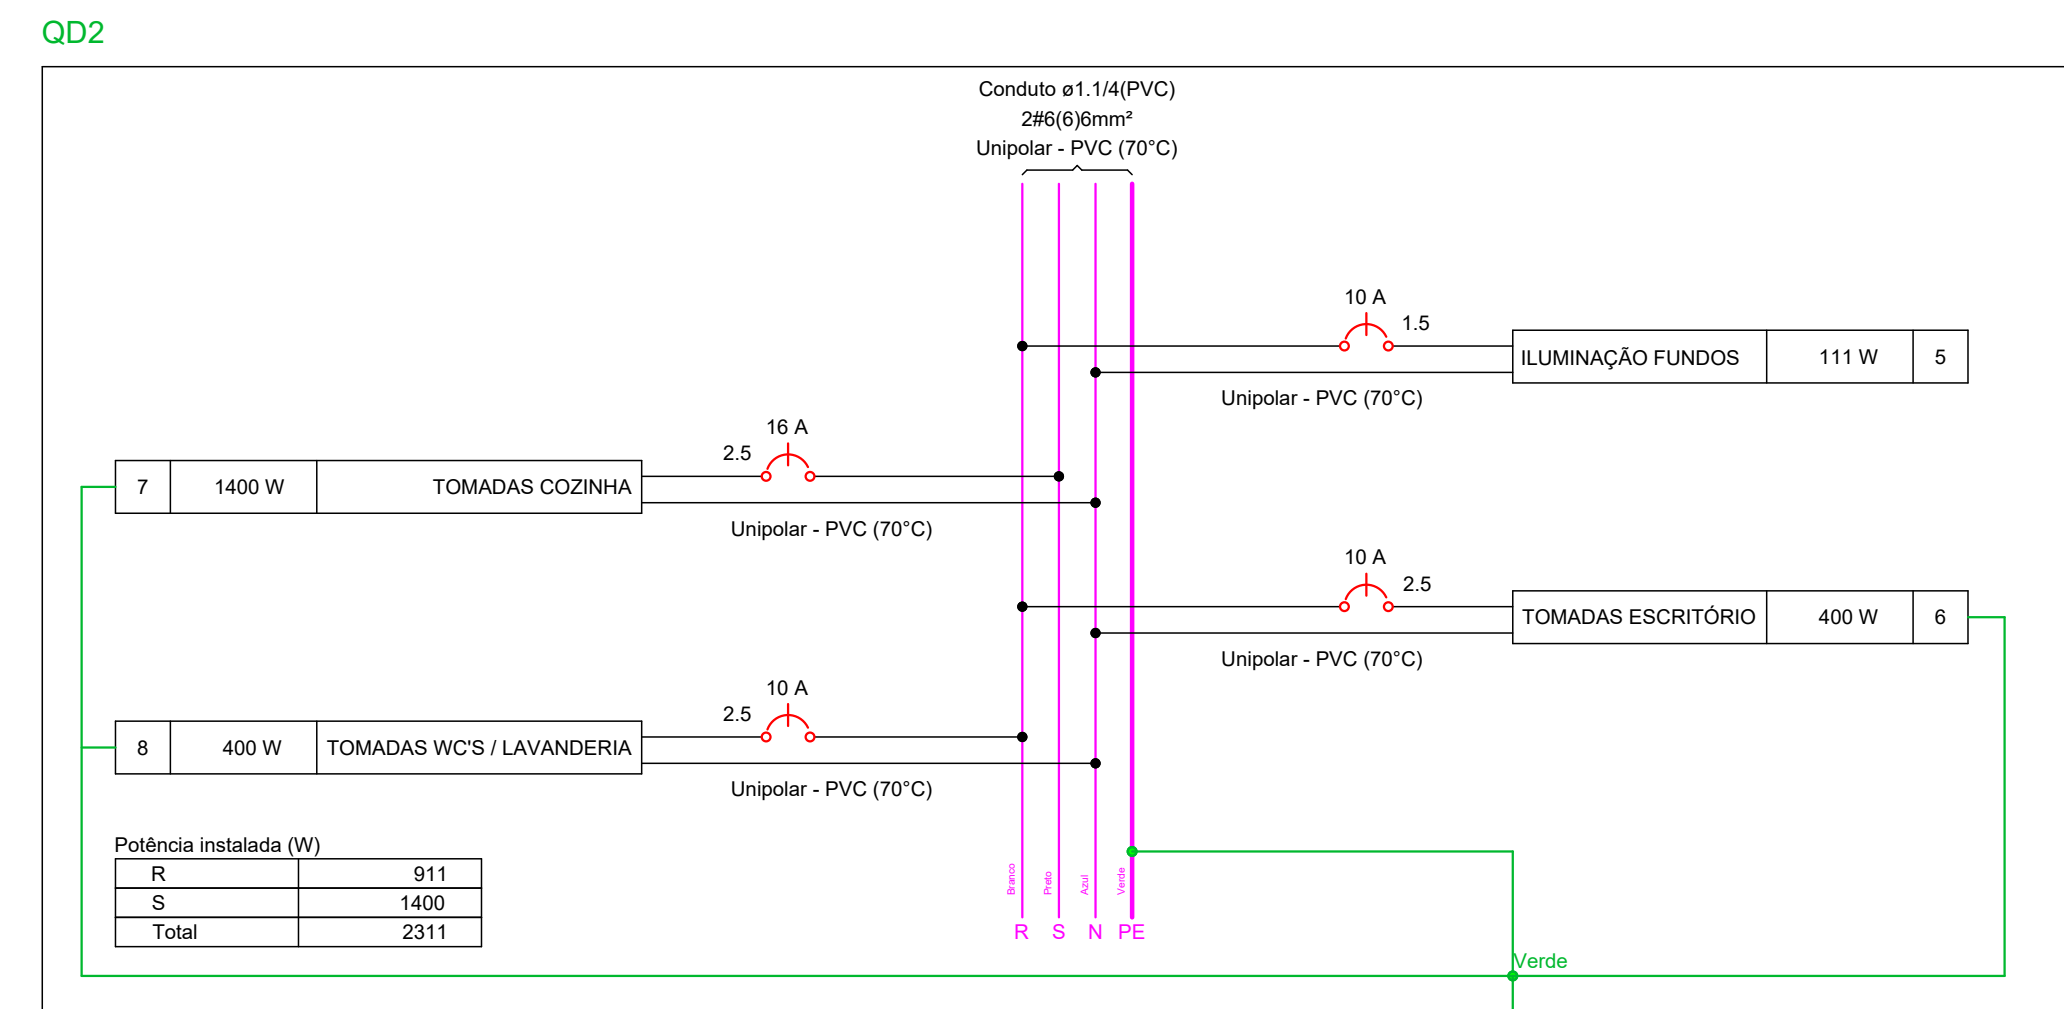 QD2
Conduto ø1.1/4(PVC)
2#6(6)6mm²
Unipolar - PVC (70°C)
10 A
1.5
ILUMINAÇÃO FUNDOS 111 W 5
Unipolar - PVC (70°C)
16 A
2.5
7 1400 W TOMADAS COZINHA
Unipolar - PVC (70°C)
10 A
2.5
TOMADAS ESCRITÓRIO 400 W 6
Unipolar - PVC (70°C)
10 A
2.5
8 400 W TOMADAS WC'S / LAVANDERIA
Unipolar - PVC (70°C)
Potência instalada (W)
R 911
S 1400
Total 2311
Branco
Preto
Azul
Verde
R S N PE
Verde